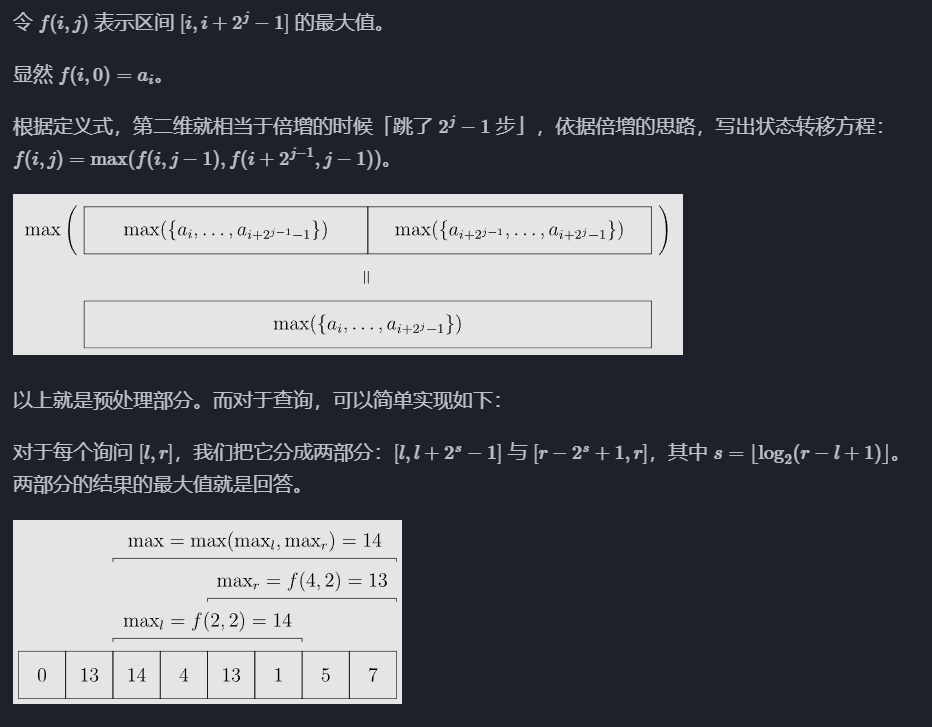 令 f(i,j) 表示区间 [i,i+2^j−1] 的最大值。
显然 f(i,0)=a_i。
根据定义式，第二维就相当于倍增的时候「跳了 2^j−1 步」，依据倍增的思路，写出状态转移方程：
f(i,j)=max(f(i,j−1),f(i+2^{j−1},j−1))。
max( max({a_i,...,a_{i+2^{j−1}−1}}) max({a_{i+2^{j−1}},...,a_{i+2^j−1}}) )
=
max({a_i,...,a_{i+2^j−1}})
以上就是预处理部分。而对于查询，可以简单实现如下：
对于每个询问 [l,r]，我们把它分成两部分：[l,l+2^s−1] 与 [r−2^s+1,r]，其中 s=⌊log_2(r−l+1)⌋。
两部分的结果的最大值就是回答。
max = max(max_l, max_r) = 14
max_r = f(4,2) = 13
max_l = f(2,2) = 14
0 13 14 4 13 1 5 7